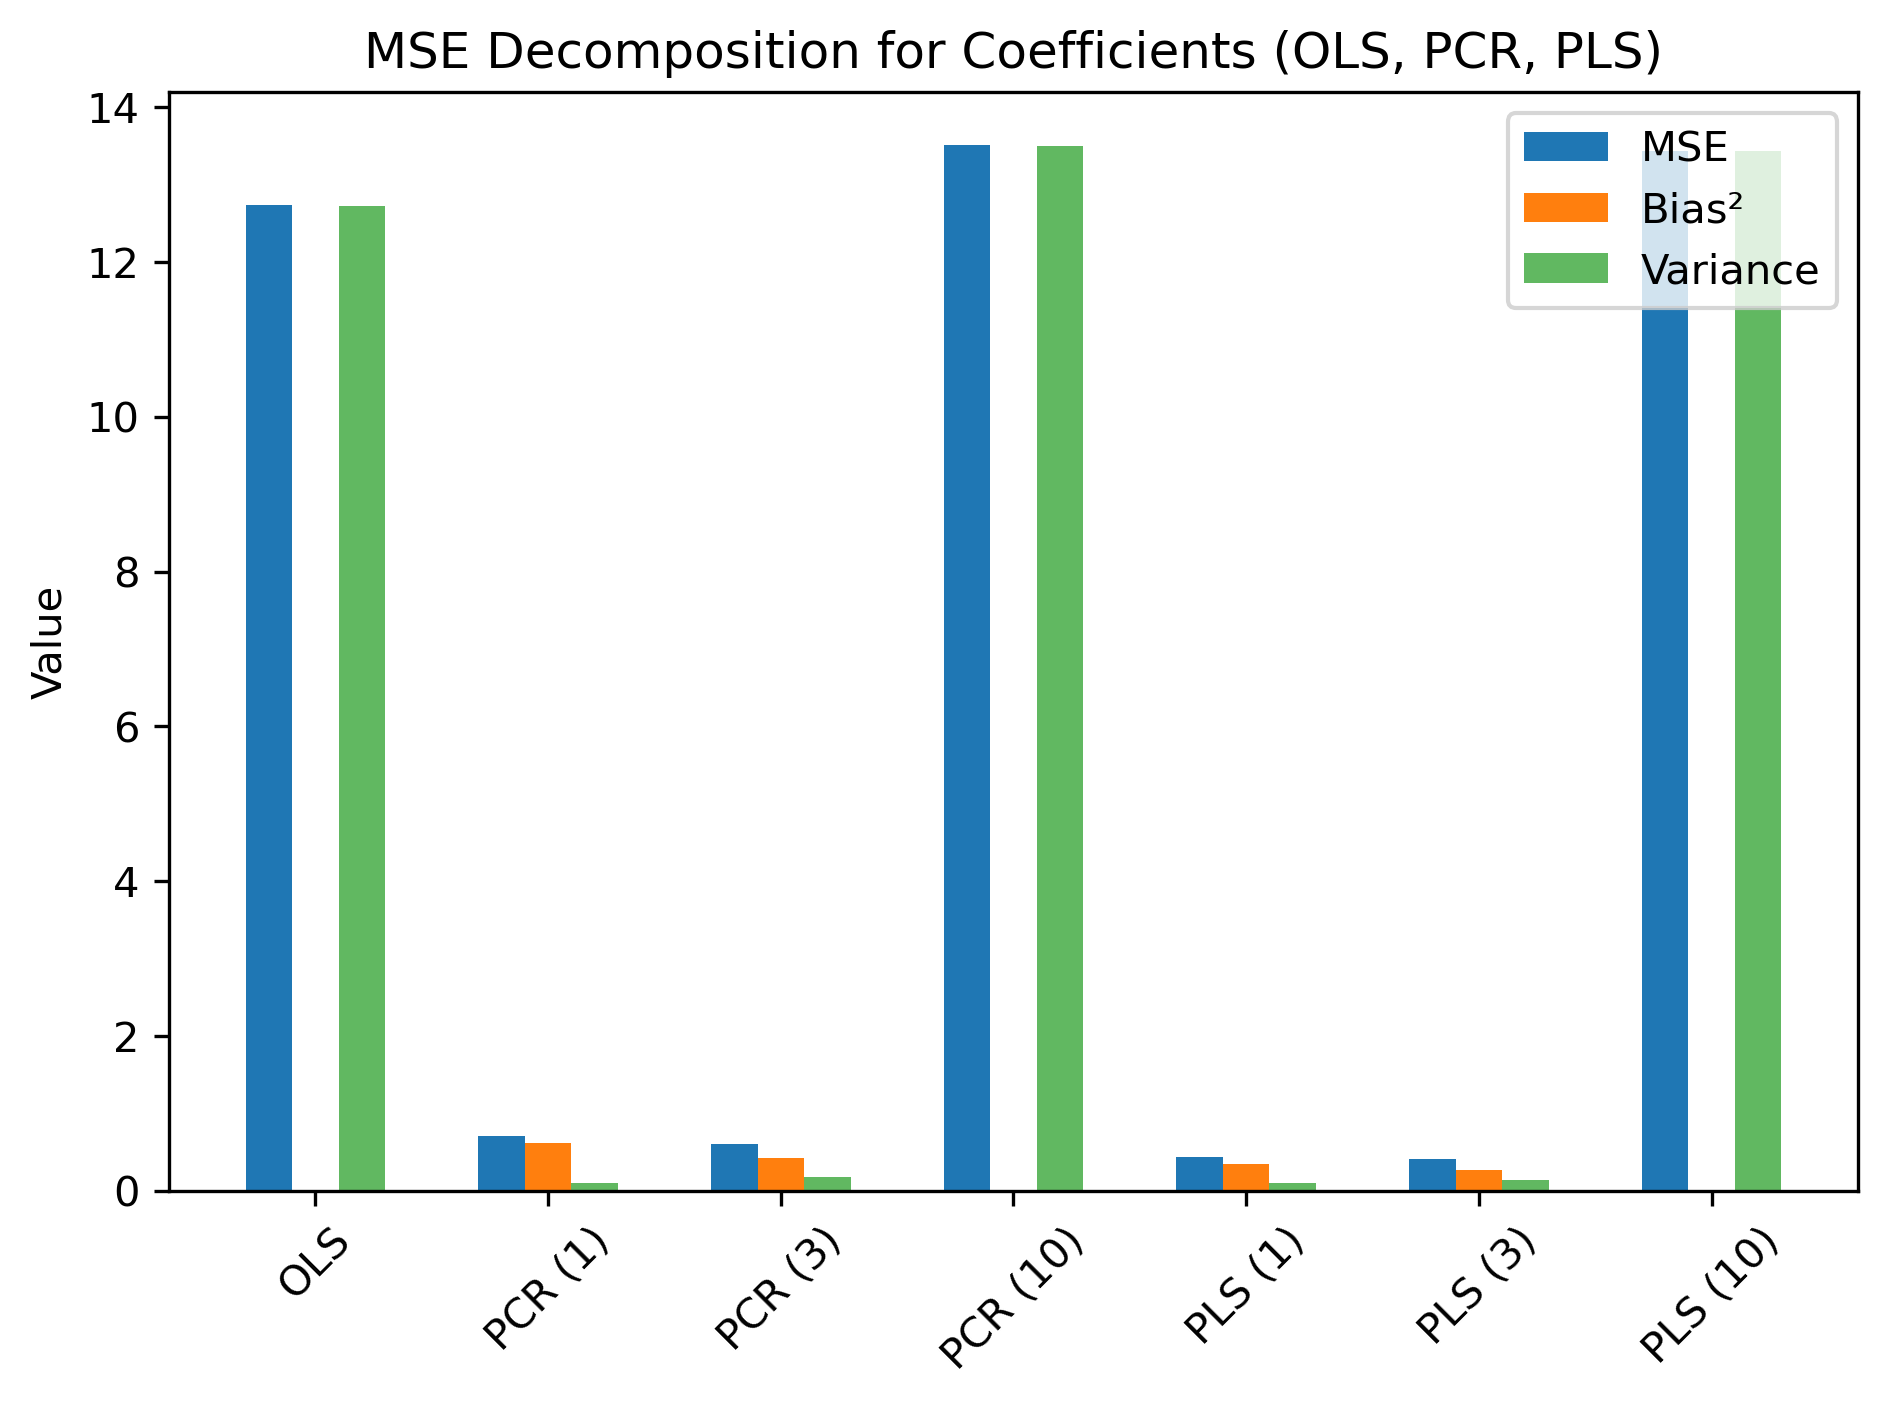 MSE Decomposition for Coefficients (OLS, PCR, PLS)
14
12
10
8
6
4
2
0
Value
MSE
Bias²
Variance
OLS
PCR (1)
PCR (3)
PCR (10)
PLS (1)
PLS (3)
PLS (10)